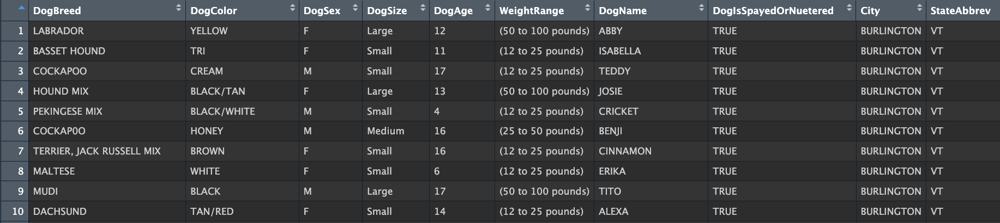 DogBreed DogColor DogSex DogSize DogAge WeightRange DogName DogIsSpayedOrNuetered City StateAbbrev
1 LABRADOR YELLOW F Large 12 (50 to 100 pounds) ABBY TRUE BURLINGTON VT
2 BASSET HOUND TRI F Small 11 (12 to 25 pounds) ISABELLA TRUE BURLINGTON VT
3 COCKAPOO CREAM M Small 17 (12 to 25 pounds) TEDDY TRUE BURLINGTON VT
4 HOUND MIX BLACK/TAN F Large 13 (50 to 100 pounds) JOSIE TRUE BURLINGTON VT
5 PEKINGESE MIX BLACK/WHITE M Small 4 (12 to 25 pounds) CRICKET TRUE BURLINGTON VT
6 COCKAP0O HONEY M Medium 16 (25 to 50 pounds) BENJI TRUE BURLINGTON VT
7 TERRIER, JACK RUSSELL MIX BROWN F Small 16 (12 to 25 pounds) CINNAMON TRUE BURLINGTON VT
8 MALTESE WHITE F Small 6 (12 to 25 pounds) ERIKA TRUE BURLINGTON VT
9 MUDI BLACK M Large 17 (50 to 100 pounds) TITO TRUE BURLINGTON VT
10 DACHSUND TAN/RED F Small 14 (12 to 25 pounds) ALEXA TRUE BURLINGTON VT